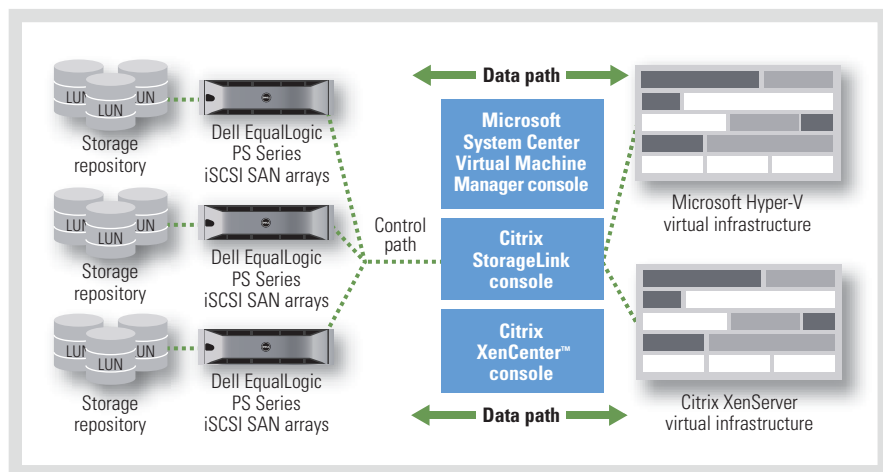 LUN
LUN
UN
Storage
repository
Dell EqualLogic
PS Series
iSCSI SAN arrays
LUN
LUN
UN
Storage
repository
Dell EqualLogic
PS Series
iSCSI SAN arrays
LUN
LUN
UN
Storage
repository
Dell EqualLogic
PS Series
iSCSI SAN arrays
Control
path
Data path
Microsoft
System Center
Virtual Machine
Manager console
Citrix
StorageLink
console
Citrix
XenCenter™
console
Data path
Microsoft Hyper-V
virtual infrastructure
Citrix XenServer
virtual infrastructure